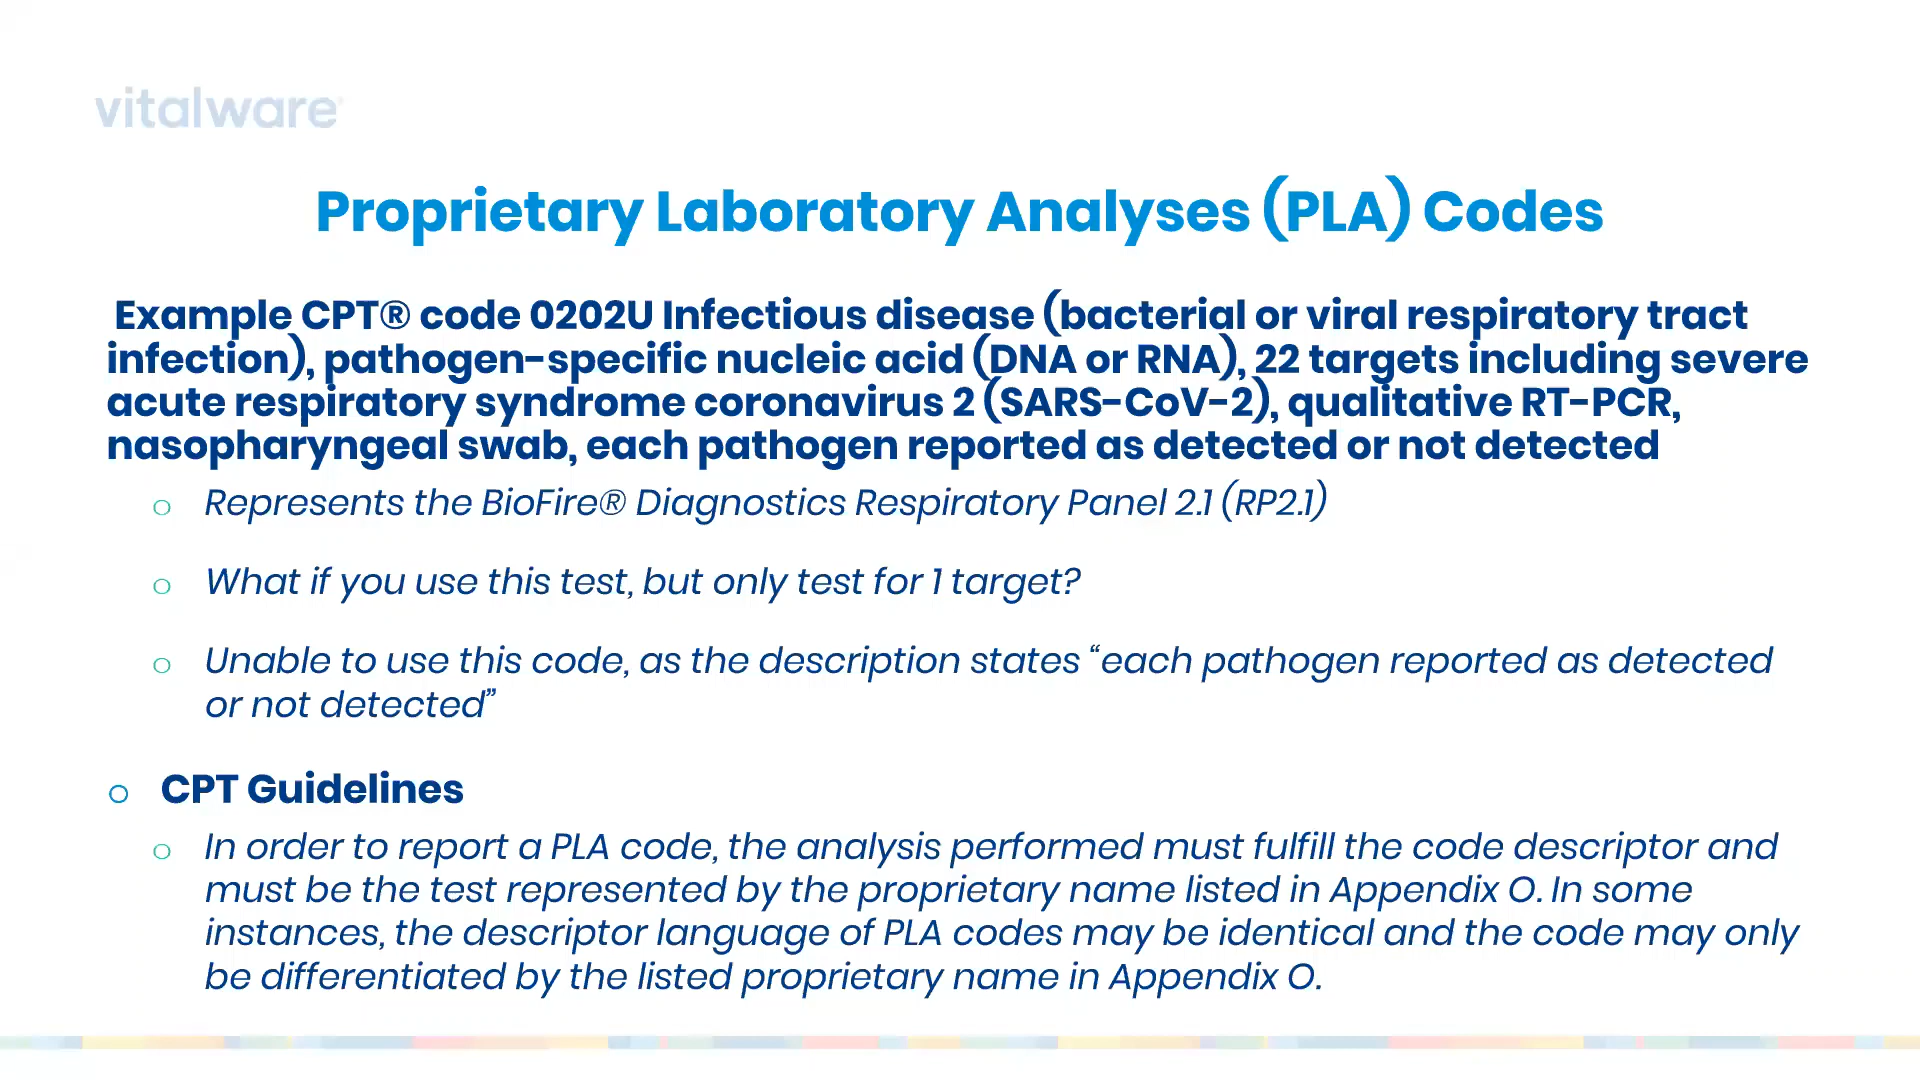 vitalware
Proprietary Laboratory Analyses (PLA) Codes
Example CPT® code 0202U Infectious disease (bacterial or viral respiratory tract
infection), pathogen-specific nucleic acid (DNA or RNA), 22 targets including severe
acute respiratory syndrome coronavirus 2 (SARS-CoV-2), qualitative RT-PCR,
nasopharyngeal swab, each pathogen reported as detected or not detected
Represents the BioFire® Diagnostics Respiratory Panel 2.1 (RP2.1)
What if you use this test, but only test for 1 target?
Unable to use this code, as the description states “each pathogen reported as detected
or not detected”
CPT Guidelines
In order to report a PLA code, the analysis performed must fulfill the code descriptor and
must be the test represented by the proprietary name listed in Appendix O. In some
instances, the descriptor language of PLA codes may be identical and the code may only
be differentiated by the listed proprietary name in Appendix O.